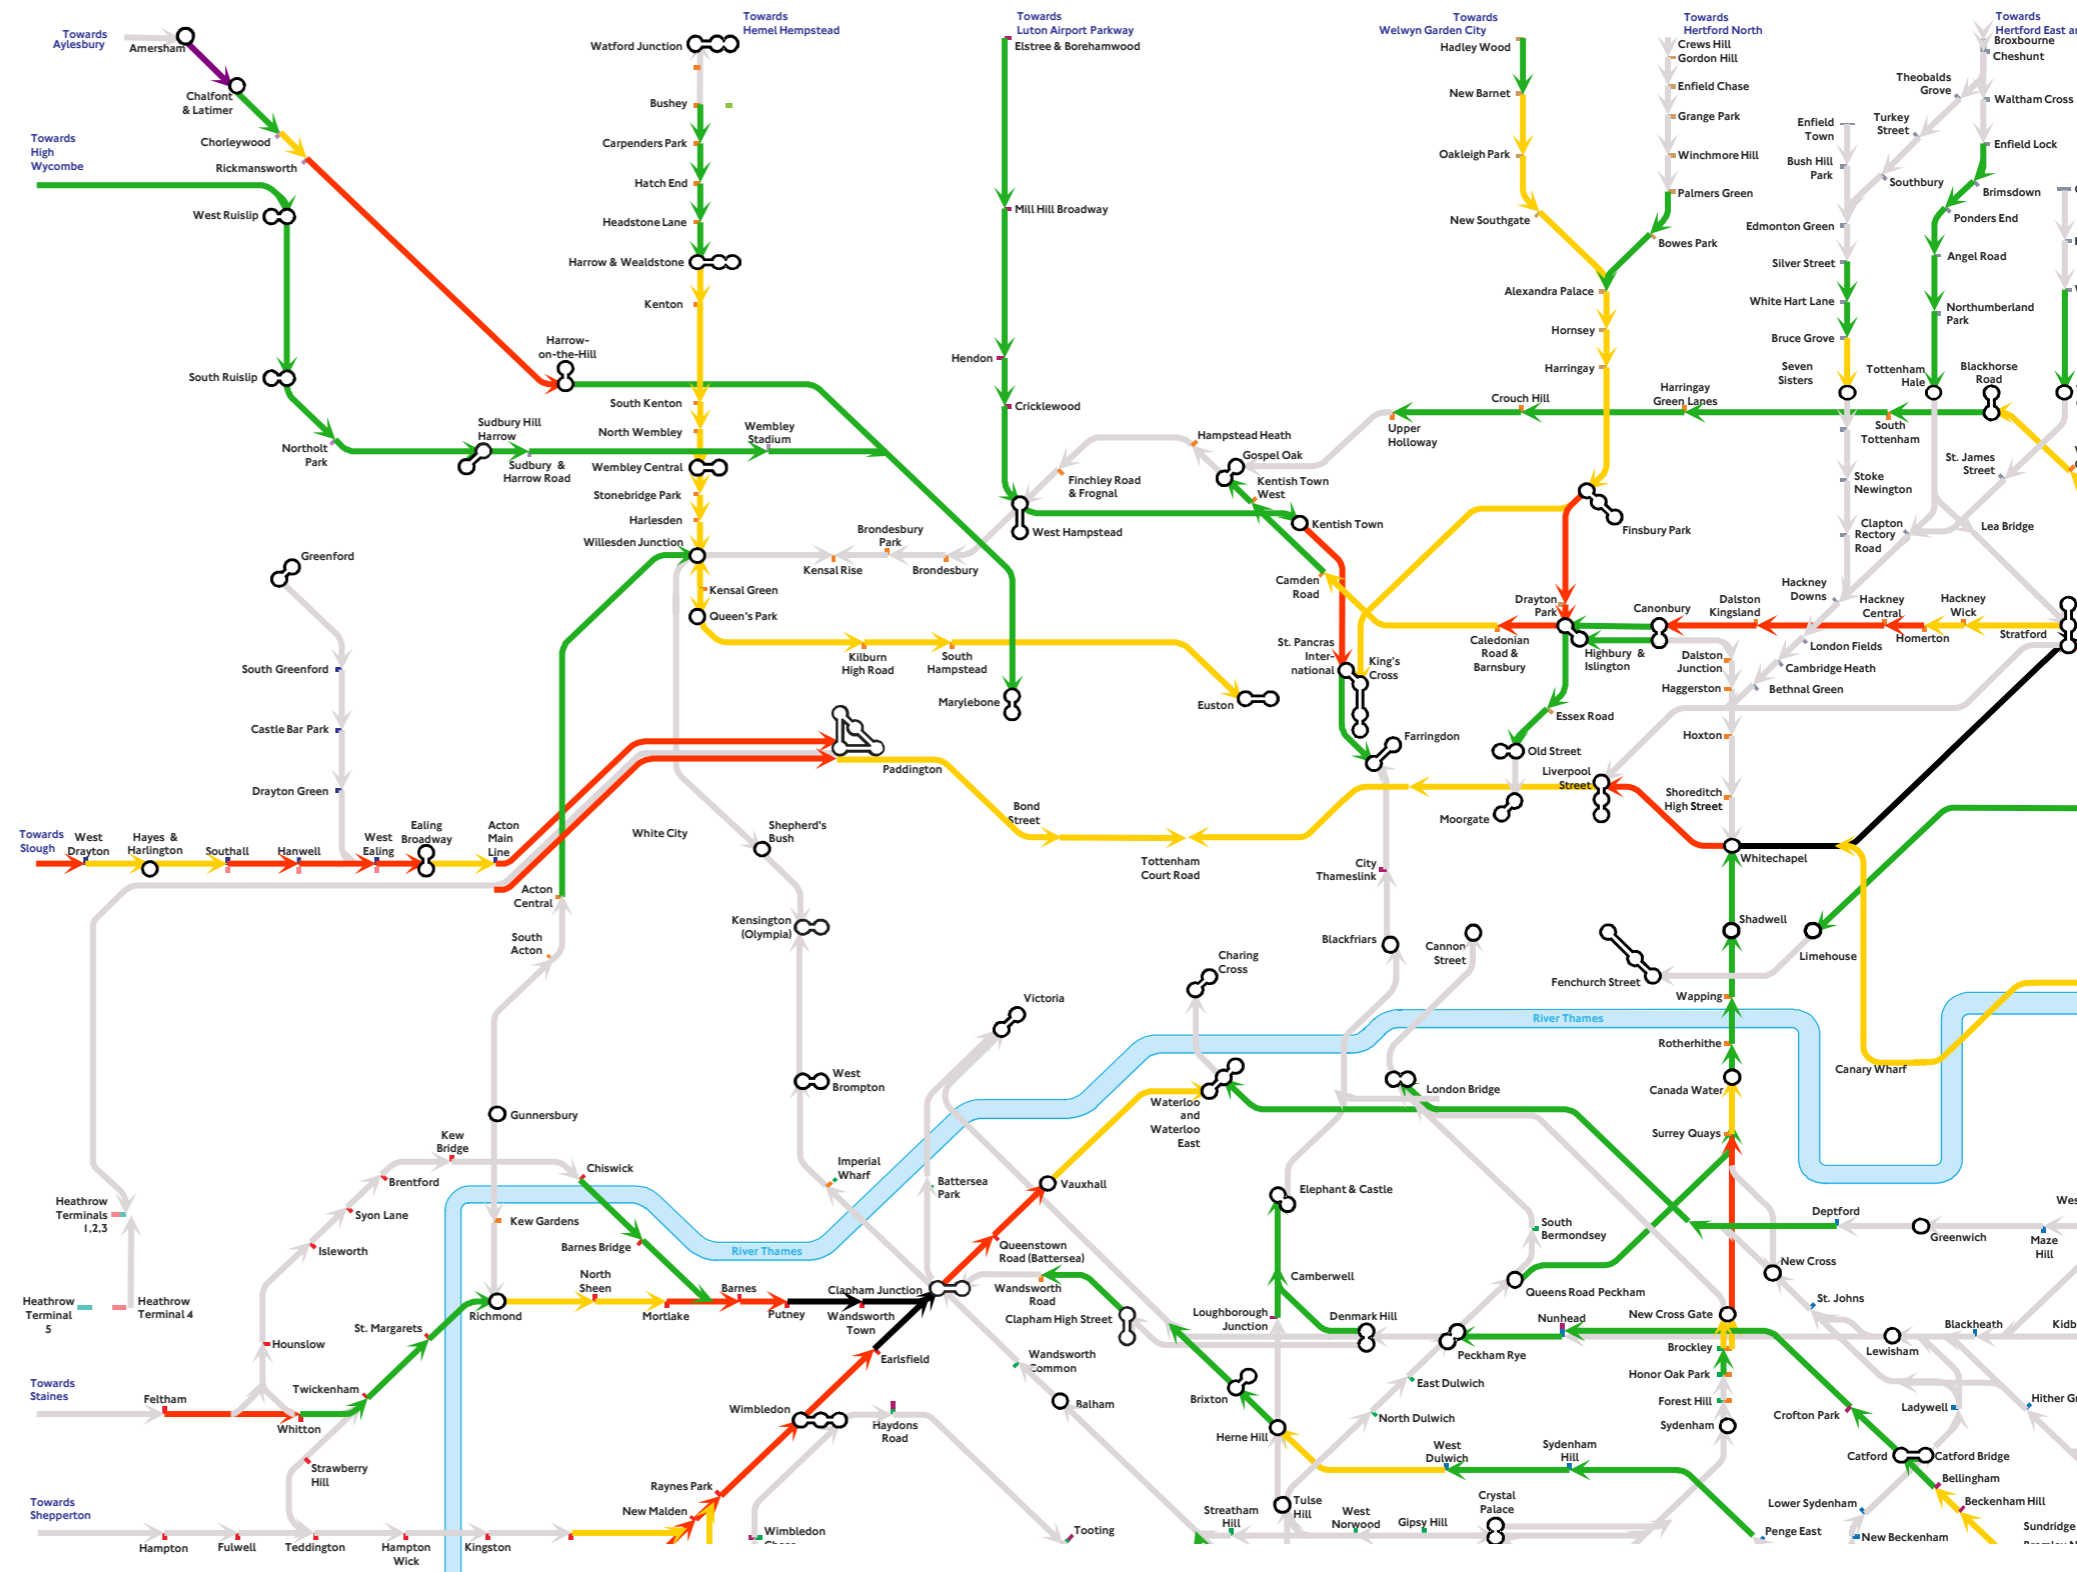 Towards
Aylesbury
Amersham
Chalfont
& Latimer
Chorleywood
Rickmansworth
Towards
High
Wycombe
West Ruislip
South Ruislip
Northolt
Park
Sudbury Hill
Harrow
Sudbury &
Harrow Road
Harrow-
on-the-Hill
Wembley
Stadium
Towards
Hemel Hempstead
Watford Junction
Bushey
Carpenders Park
Hatch End
Headstone Lane
Harrow & Wealdstone
Kenton
South Kenton
North Wembley
Wembley Central
Stonebridge Park
Harlesden
Willesden Junction
Kensal Green
Queen's Park
Kilburn
High Road
South
Hampstead
Euston
Marylebone
Towards
Luton Airport Parkway
Elstree & Borehamwood
Mill Hill Broadway
Hendon
Cricklewood
West Hampstead
Kensal Rise
Brondesbury
Park
Brondesbury
Finchley Road
& Frognal
Hampstead Heath
Gospel Oak
Kentish Town
West
Kentish Town
Camden
Road
St. Pancras
Inter-
national
King's
Cross
Farringdon
Towards
Welwyn Garden City
Hadley Wood
New Barnet
Oakleigh Park
New Southgate
Alexandra Palace
Hornsey
Harringay
Finsbury Park
Towards
Hertford North
Crews Hill
Gordon Hill
Enfield Chase
Grange Park
Winchmore Hill
Palmers Green
Bowes Park
Upper
Holloway
Crouch Hill
Harringay
Green Lanes
South
Tottenham
Blackhorse
Road
Towards
Hertford East a
Broxbourne
Cheshunt
Theobalds
Grove
Waltham Cross
Turkey
Street
Enfield Lock
Southbury
Brimsdown
Ponders End
Angel Road
Northumberland
Park
Tottenham
Hale
Enfield
Town
Bush Hill
Park
Edmonton Green
Silver Street
White Hart Lane
Bruce Grove
Seven
Sisters
Stoke
Newington
St. James
Street
Clapton
Rectory
Road
Lea Bridge
Hackney
Downs
London Fields
Cambridge Heath
Bethnal Green
Drayton
Park
Canonbury
Dalston
Kingsland
Hackney
Central
Homerton
Hackney
Wick
Stratford
Caledonian
Road &
Barnsbury
Highbury &
Islington
Essex Road
Old Street
Moorgate
Liverpool
Street
Dalston
Junction
Haggerston
Hoxton
Shoreditch
High Street
Whitechapel
Shadwell
Limehouse
Fenchurch Street
Wapping
Rotherhithe
Canada Water
Surrey Quays
Canary Wharf
Greenford
South Greenford
Castle Bar Park
Drayton Green
Towards
Slough
West
Drayton
Hayes &
Harlington
Southall
Hanwell
West
Ealing
Ealing
Broadway
Acton
Main
Line
Paddington
Bond
Street
Tottenham
Court Road
White City
Shepherd's
Bush
Acton
Central
South
Acton
Kensington
(Olympia)
West
Brompton
Imperial
Wharf
Gunnersbury
Kew Gardens
Kew
Bridge
Brentford
Syon Lane
Isleworth
Hounslow
Chiswick
Barnes Bridge
Heathrow
Terminals
1,2,3
Heathrow
Terminal
5
Heathrow
Terminal 4
Richmond
North
Sheen
Mortlake
Barnes
Putney
Wandsworth
Town
Clapham Junction
St. Margarets
Twickenham
Whitton
Feltham
Towards
Staines
Strawberry
Hill
Towards
Shepperton
Hampton
Fulwell
Teddington
Hampton
Wick
Kingston
New Malden
Raynes Park
Wimbledon
Earlsfield
Haydons
Road
Wimbledon
Tooting
River Thames
River Thames
Victoria
Charing
Cross
Blackfriars
City
Thameslink
Cannon
Street
Waterloo
and
Waterloo
East
London Bridge
Vauxhall
Queenstown
Road (Battersea)
Battersea
Park
Wandsworth
Road
Clapham High Street
Wandsworth
Common
Balham
Elephant & Castle
Camberwell
Loughborough
Junction
Denmark Hill
Peckham Rye
Nunhead
Queens Road Peckham
South
Bermondsey
Brixton
Herne Hill
East Dulwich
North Dulwich
West
Dulwich
Sydenham
Hill
Tulse
Hill
Streatham
Hill
West
Norwood
Gipsy Hill
Crystal
Palace
New Cross Gate
Brockley
Honor Oak Park
Forest Hill
Sydenham
New Cross
Deptford
Greenwich
Maze
Hill
Wes
St. Johns
Lewisham
Blackheath
Kidb
Hither Gr
Ladywell
Crofton Park
Catford
Catford Bridge
Bellingham
Beckenham Hill
Lower Sydenham
New Beckenham
Penge East
Sundridge